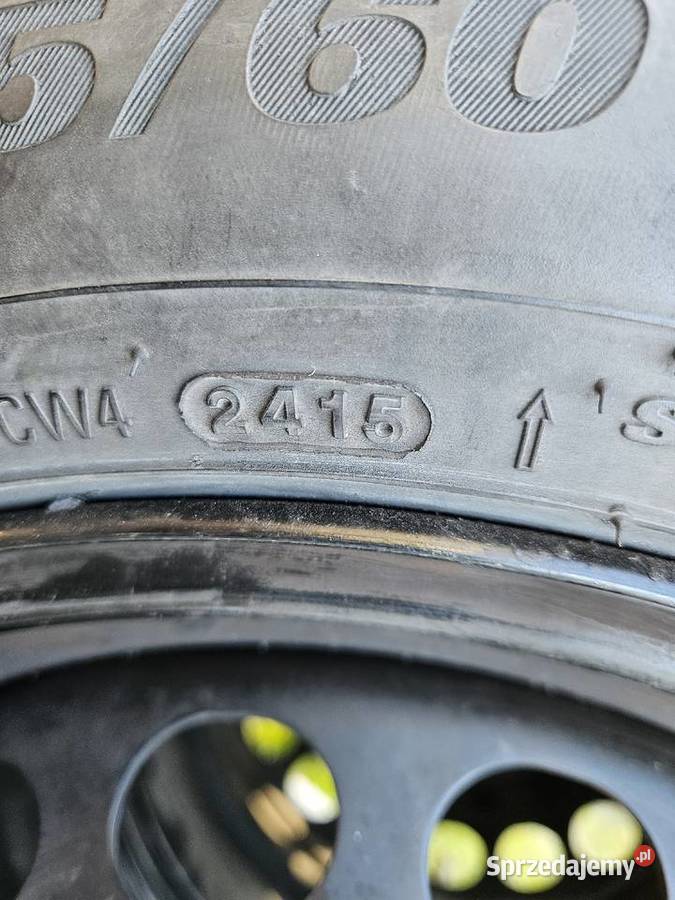 5/60
CW4 2415 ↑ S
Sprzedajemy.pl